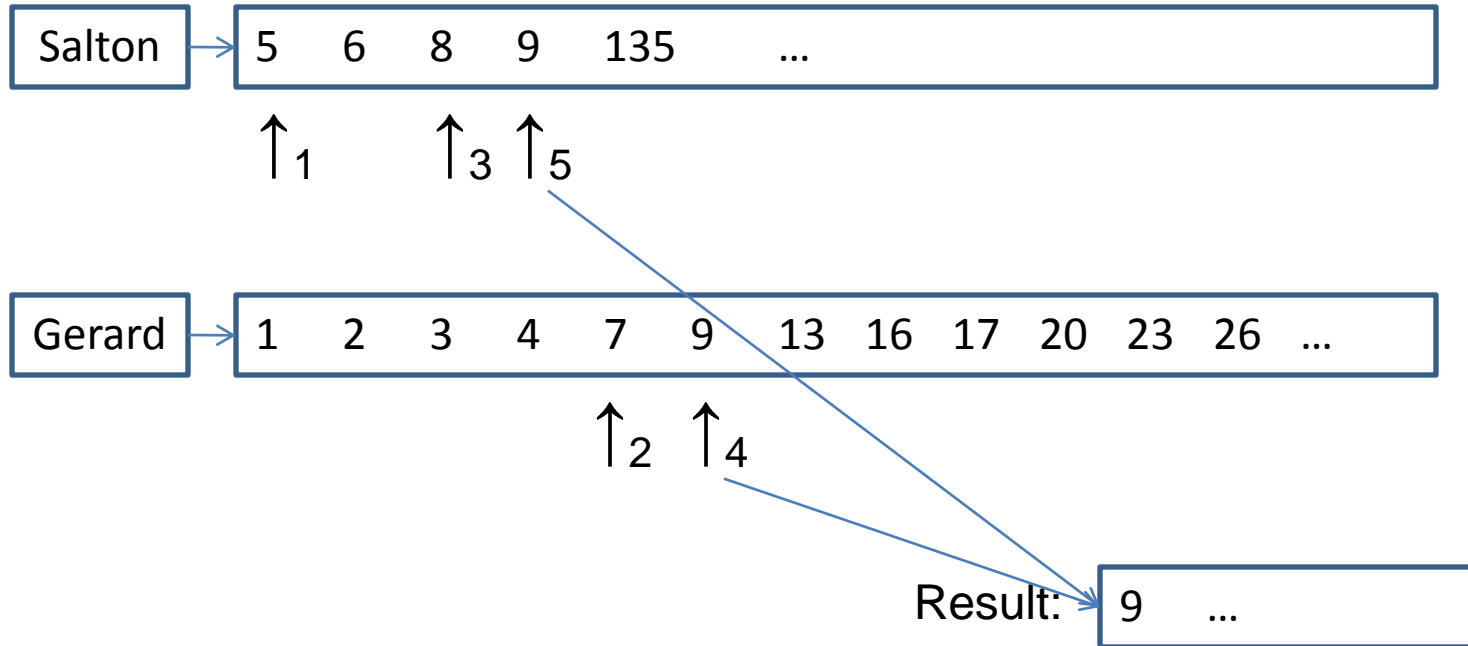 Salton 5 6 8 9 135 …
↑1 ↑3 ↑5
Gerard 1 2 3 4 7 9 13 16 17 20 23 26 …
↑2 ↑4
Result: 9 …